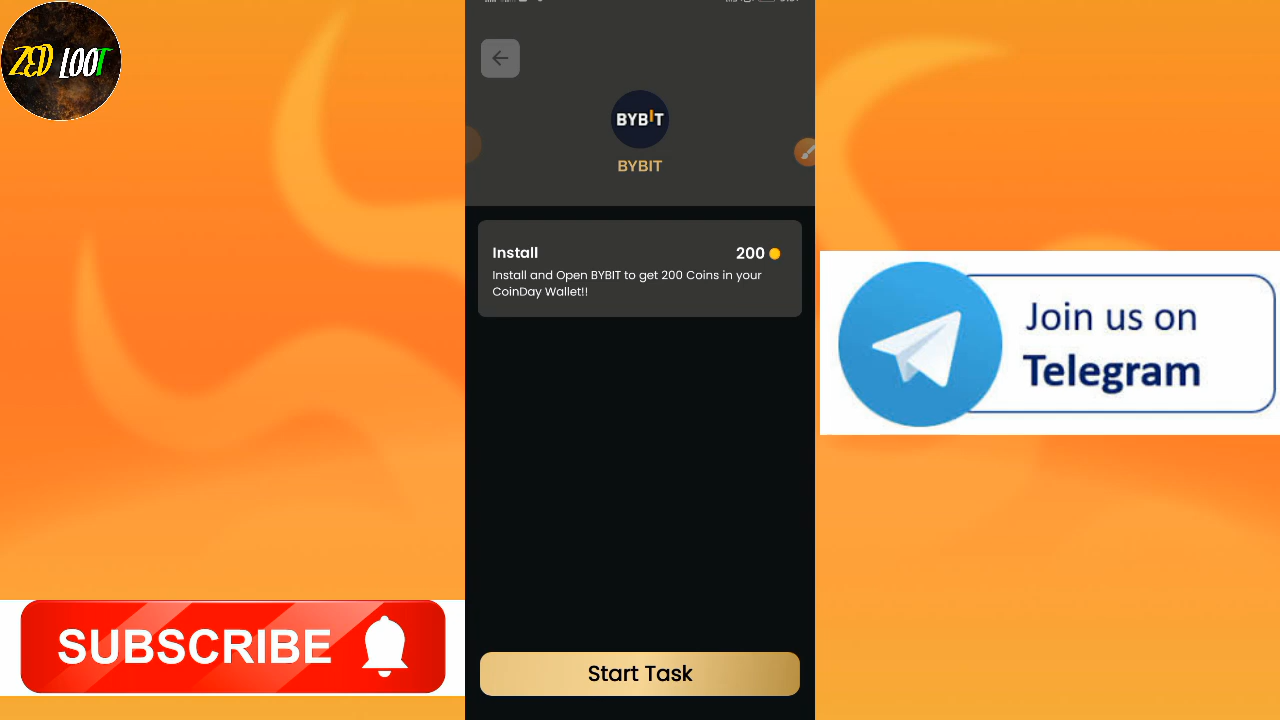 ZED LOOT
BYBIT
BYBIT
Install
200
Install and Open BYBIT to get 200 Coins in your
CoinDay Wallet!!
Start Task
Join us on
Telegram
SUBSCRIBE